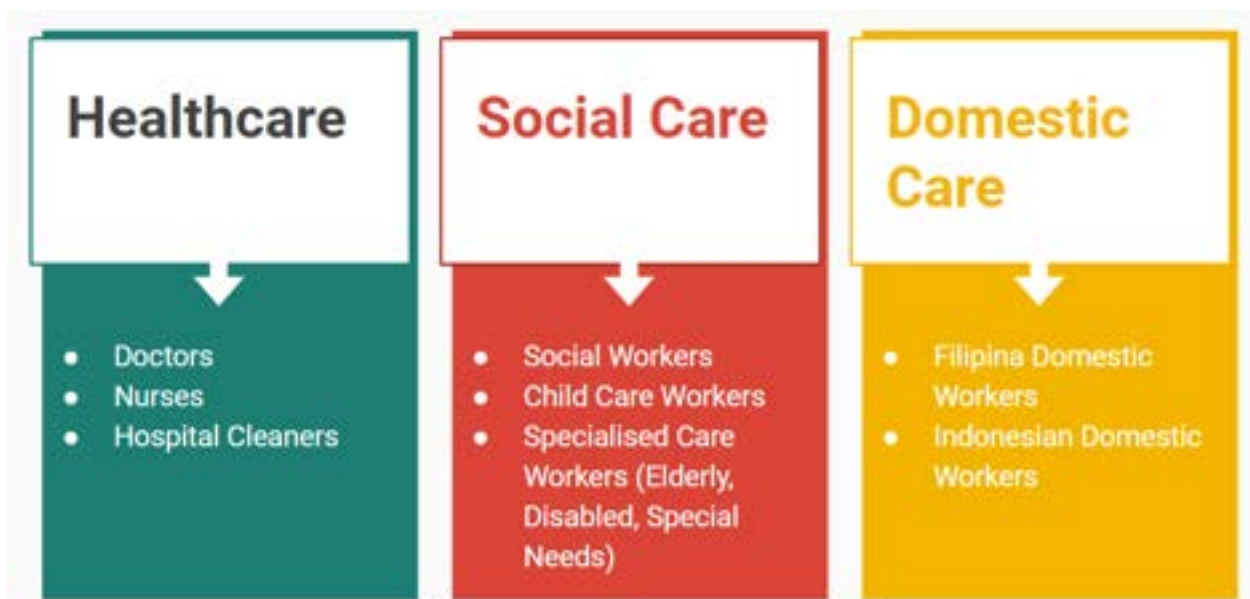 Healthcare
● Doctors
● Nurses
● Hospital Cleaners
Social Care
● Social Workers
● Child Care Workers
● Specialised Care
Workers (Elderly,
Disabled, Special
Needs)
Domestic
Care
● Filipina Domestic
Workers
● Indonesian Domestic
Workers